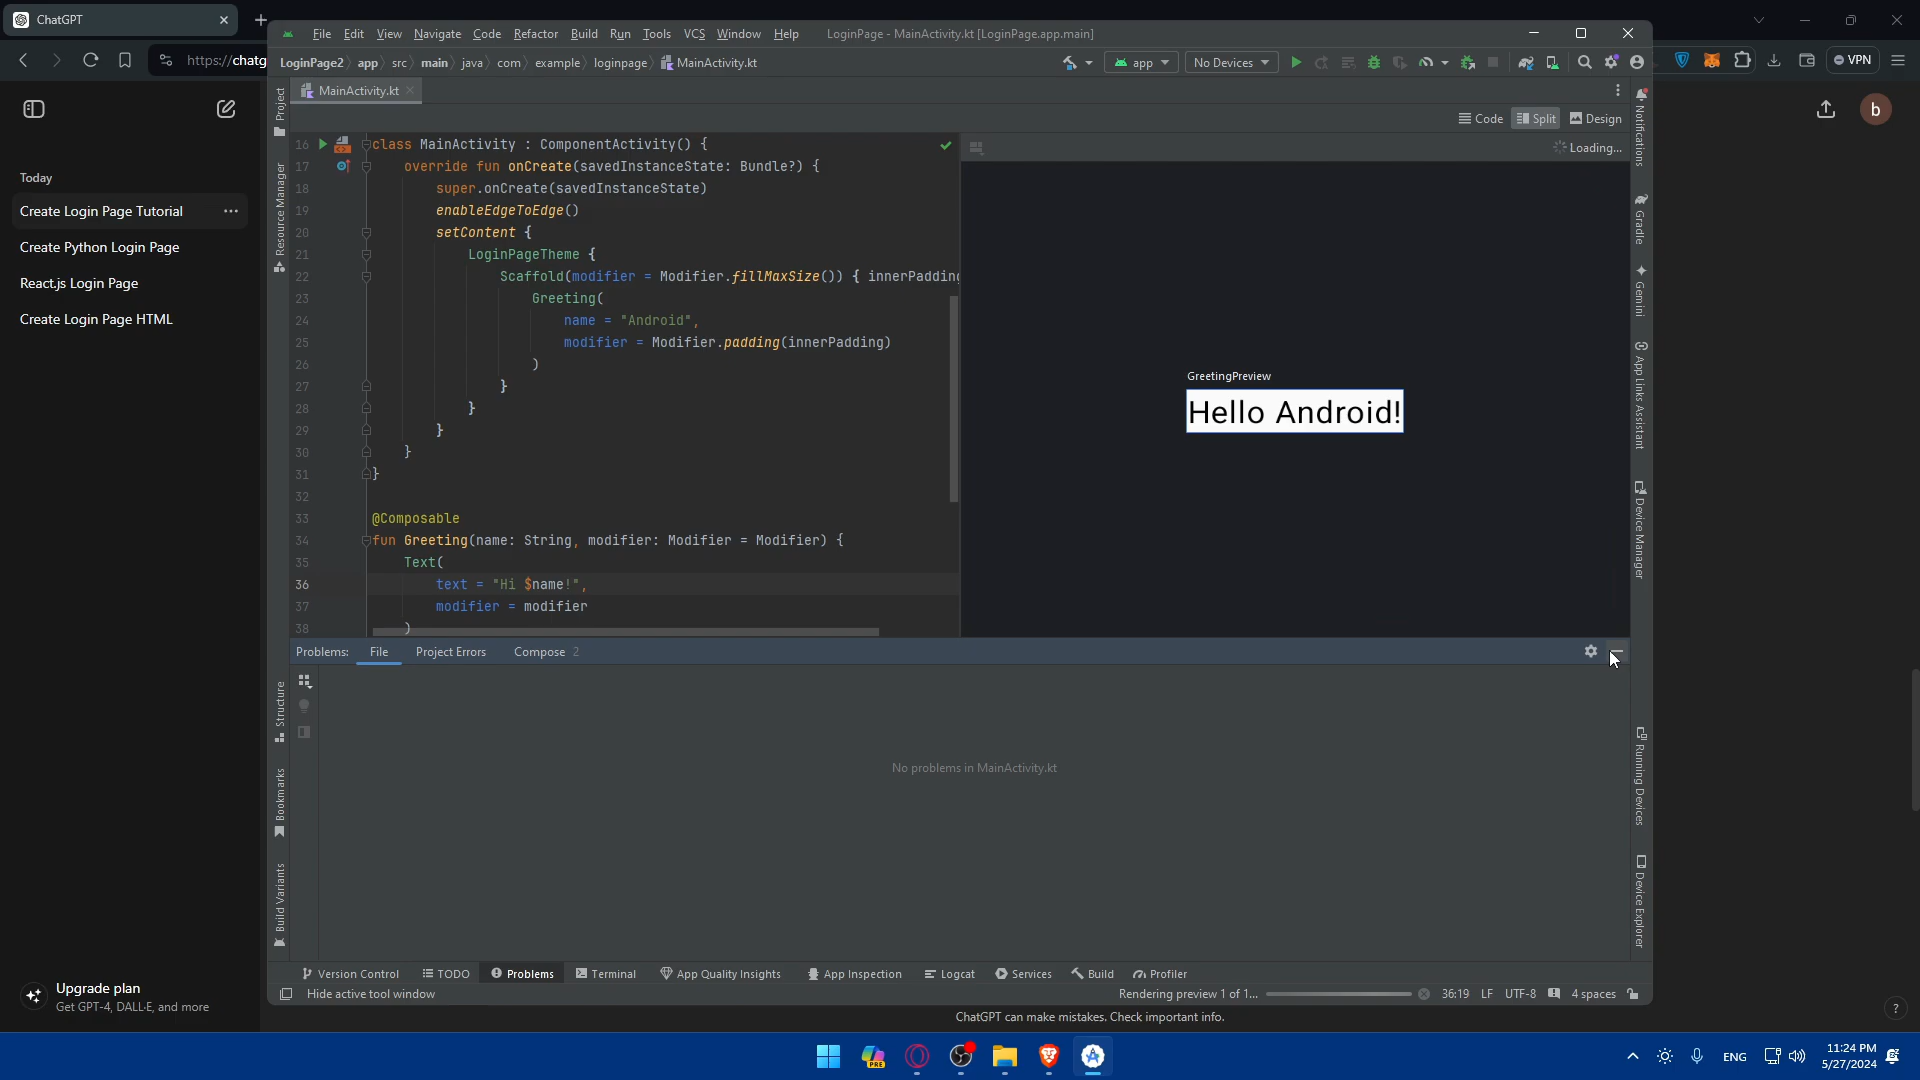 ChatGPT
https://chatg
VPN
b
Today
Create Login Page Tutorial
Create Python Login Page
React.js Login Page
Create Login Page HTML
Upgrade plan
Get GPT-4, DALL·E, and more
File Edit View Navigate Code Refactor Build Run Tools VCS Window Help LoginPage - MainActivity.kt [LoginPage.app.main]
LoginPage2 app src main java com example loginpage MainActivity.kt
app No Devices
MainActivity.kt
Code Split Design
Loading...
16 class MainActivity : ComponentActivity() {
17 override fun onCreate(savedInstanceState: Bundle?) {
18 super.onCreate(savedInstanceState)
19 enableEdgeToEdge()
20 setContent {
21 LoginPageTheme {
22 Scaffold(modifier = Modifier.fillMaxSize()) { innerPadding
23 Greeting(
24 name = "Android",
25 modifier = Modifier.padding(innerPadding)
26 )
27 }
28 }
29 }
30 }
31 }
32
33 @Composable
34 fun Greeting(name: String, modifier: Modifier = Modifier) {
35 Text(
36 text = "Hi $name!",
37 modifier = modifier
38 )
GreetingPreview
Hello Android!
Problems: File Project Errors Compose 2
No problems in MainActivity.kt
Project
Resource Manager
Structure
Bookmarks
Build Variants
Notifications
Gradle
Gemini
App Links Assistant
Device Manager
Running Devices
Device Explorer
Version Control TODO Problems Terminal App Quality Insights App Inspection Logcat Services Build Profiler
Hide active tool window
Rendering preview 1 of 1... 36:19 LF UTF-8 4 spaces
ChatGPT can make mistakes. Check important info.
?
PRE
ENG
11:24 PM
5/27/2024